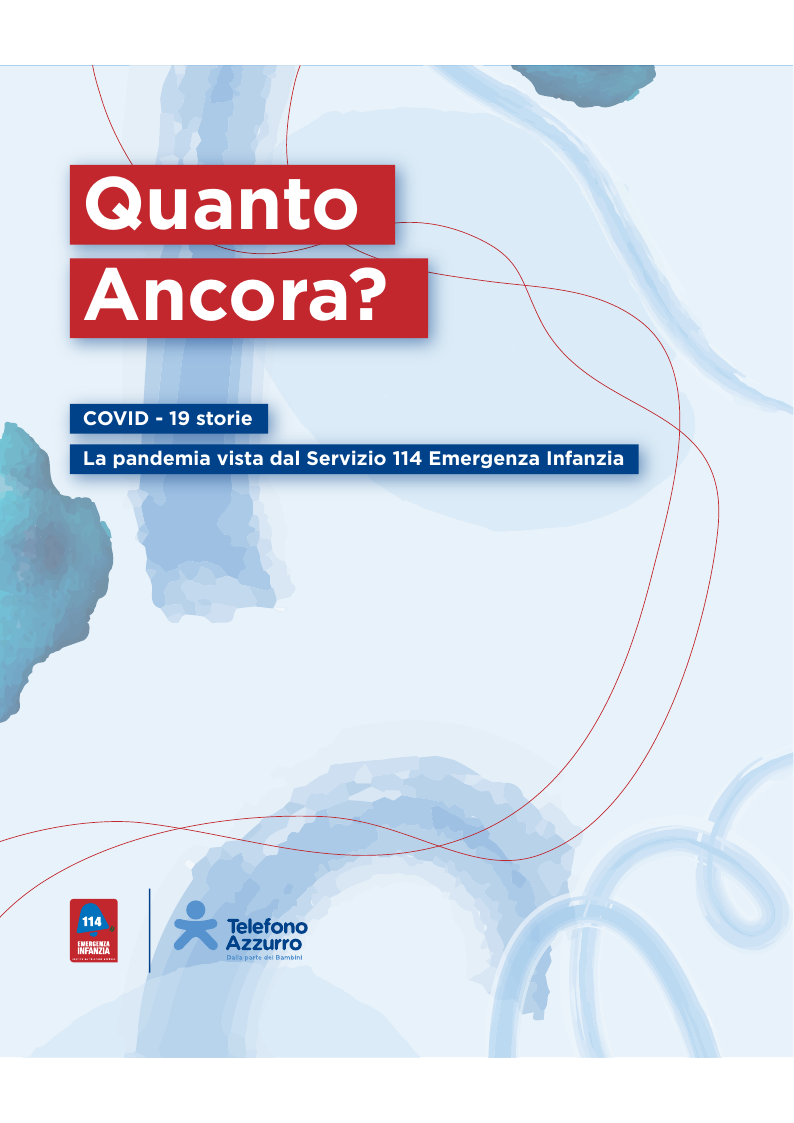 Quanto
Ancora?
COVID - 19 storie
La pandemia vista dal Servizio 114 Emergenza Infanzia
114
EMERGENZA
INFANZIA
Telefono
Azzurro
Dalla parte dei Bambini